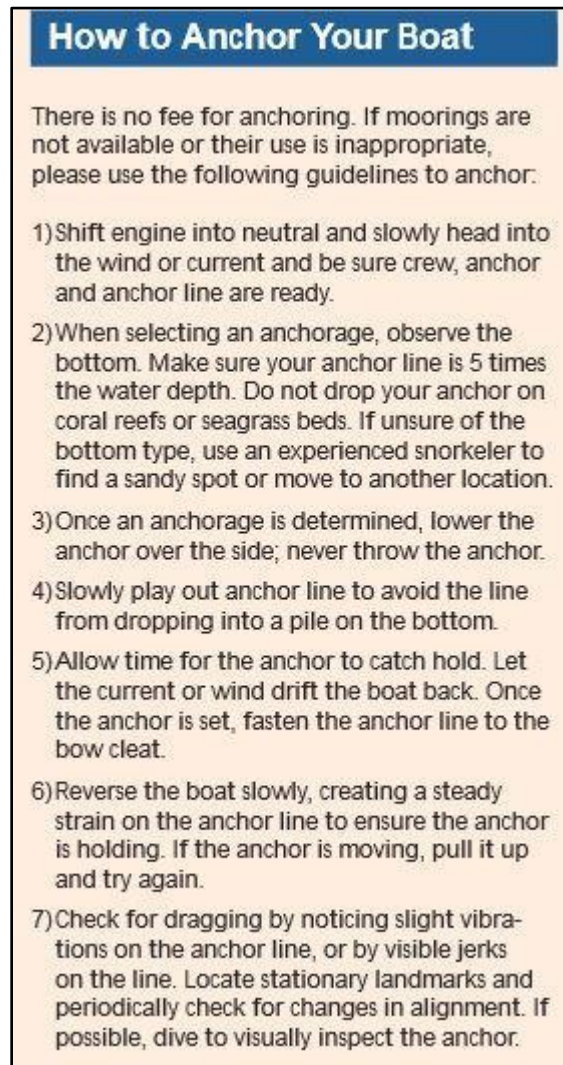 How to Anchor Your Boat
There is no fee for anchoring. If moorings are
not available or their use is inappropriate,
please use the following guidelines to anchor:
1)Shift engine into neutral and slowly head into
the wind or current and be sure crew, anchor
and anchor line are ready.
2)When selecting an anchorage, observe the
bottom. Make sure your anchor line is 5 times
the water depth. Do not drop your anchor on
coral reefs or seagrass beds. If unsure of the
bottom type, use an experienced snorkeler to
find a sandy spot or move to another location.
3)Once an anchorage is determined, lower the
anchor over the side; never throw the anchor.
4)Slowly play out anchor line to avoid the line
from dropping into a pile on the bottom.
5)Allow time for the anchor to catch hold. Let
the current or wind drift the boat back. Once
the anchor is set, fasten the anchor line to the
bow cleat.
6)Reverse the boat slowly, creating a steady
strain on the anchor line to ensure the anchor
is holding. If the anchor is moving, pull it up
and try again.
7)Check for dragging by noticing slight vibra-
tions on the anchor line, or by visible jerks
on the line. Locate stationary landmarks and
periodically check for changes in alignment. If
possible, dive to visually inspect the anchor.